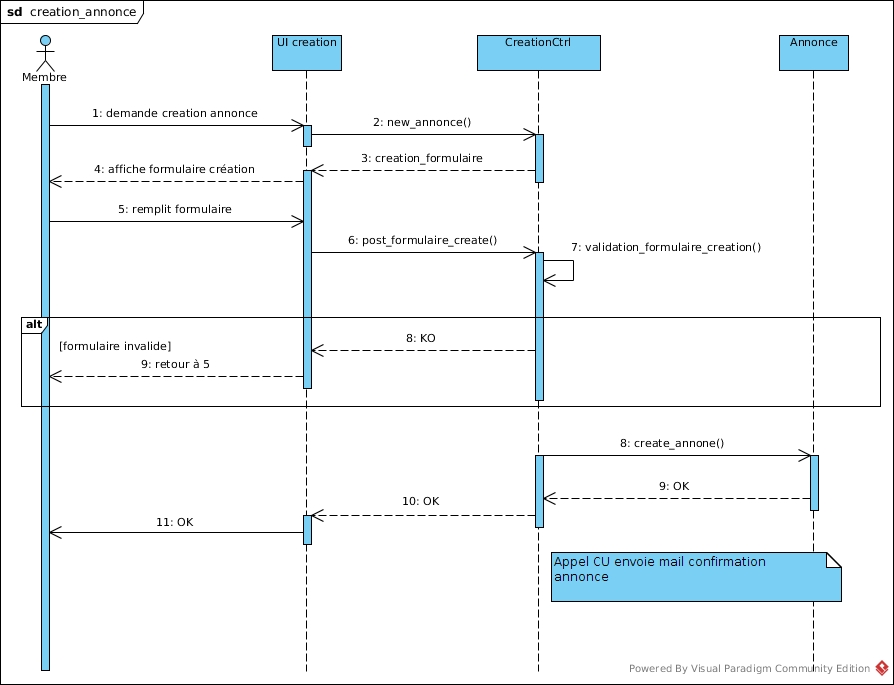 sd creation_annonce
UI creation
CreationCtrl
Annonce
Membre
1: demande creation annonce
2: new_annonce()
3: creation_formulaire
4: affiche formulaire création
5: remplit formulaire
6: post_formulaire_create()
7: validation_formulaire_creation()
alt
8: KO
[formulaire invalide]
9: retour à 5
8: create_annone()
9: OK
10: OK
11: OK
Appel CU envoie mail confirmation
annonce
Powered By Visual Paradigm Community Edition